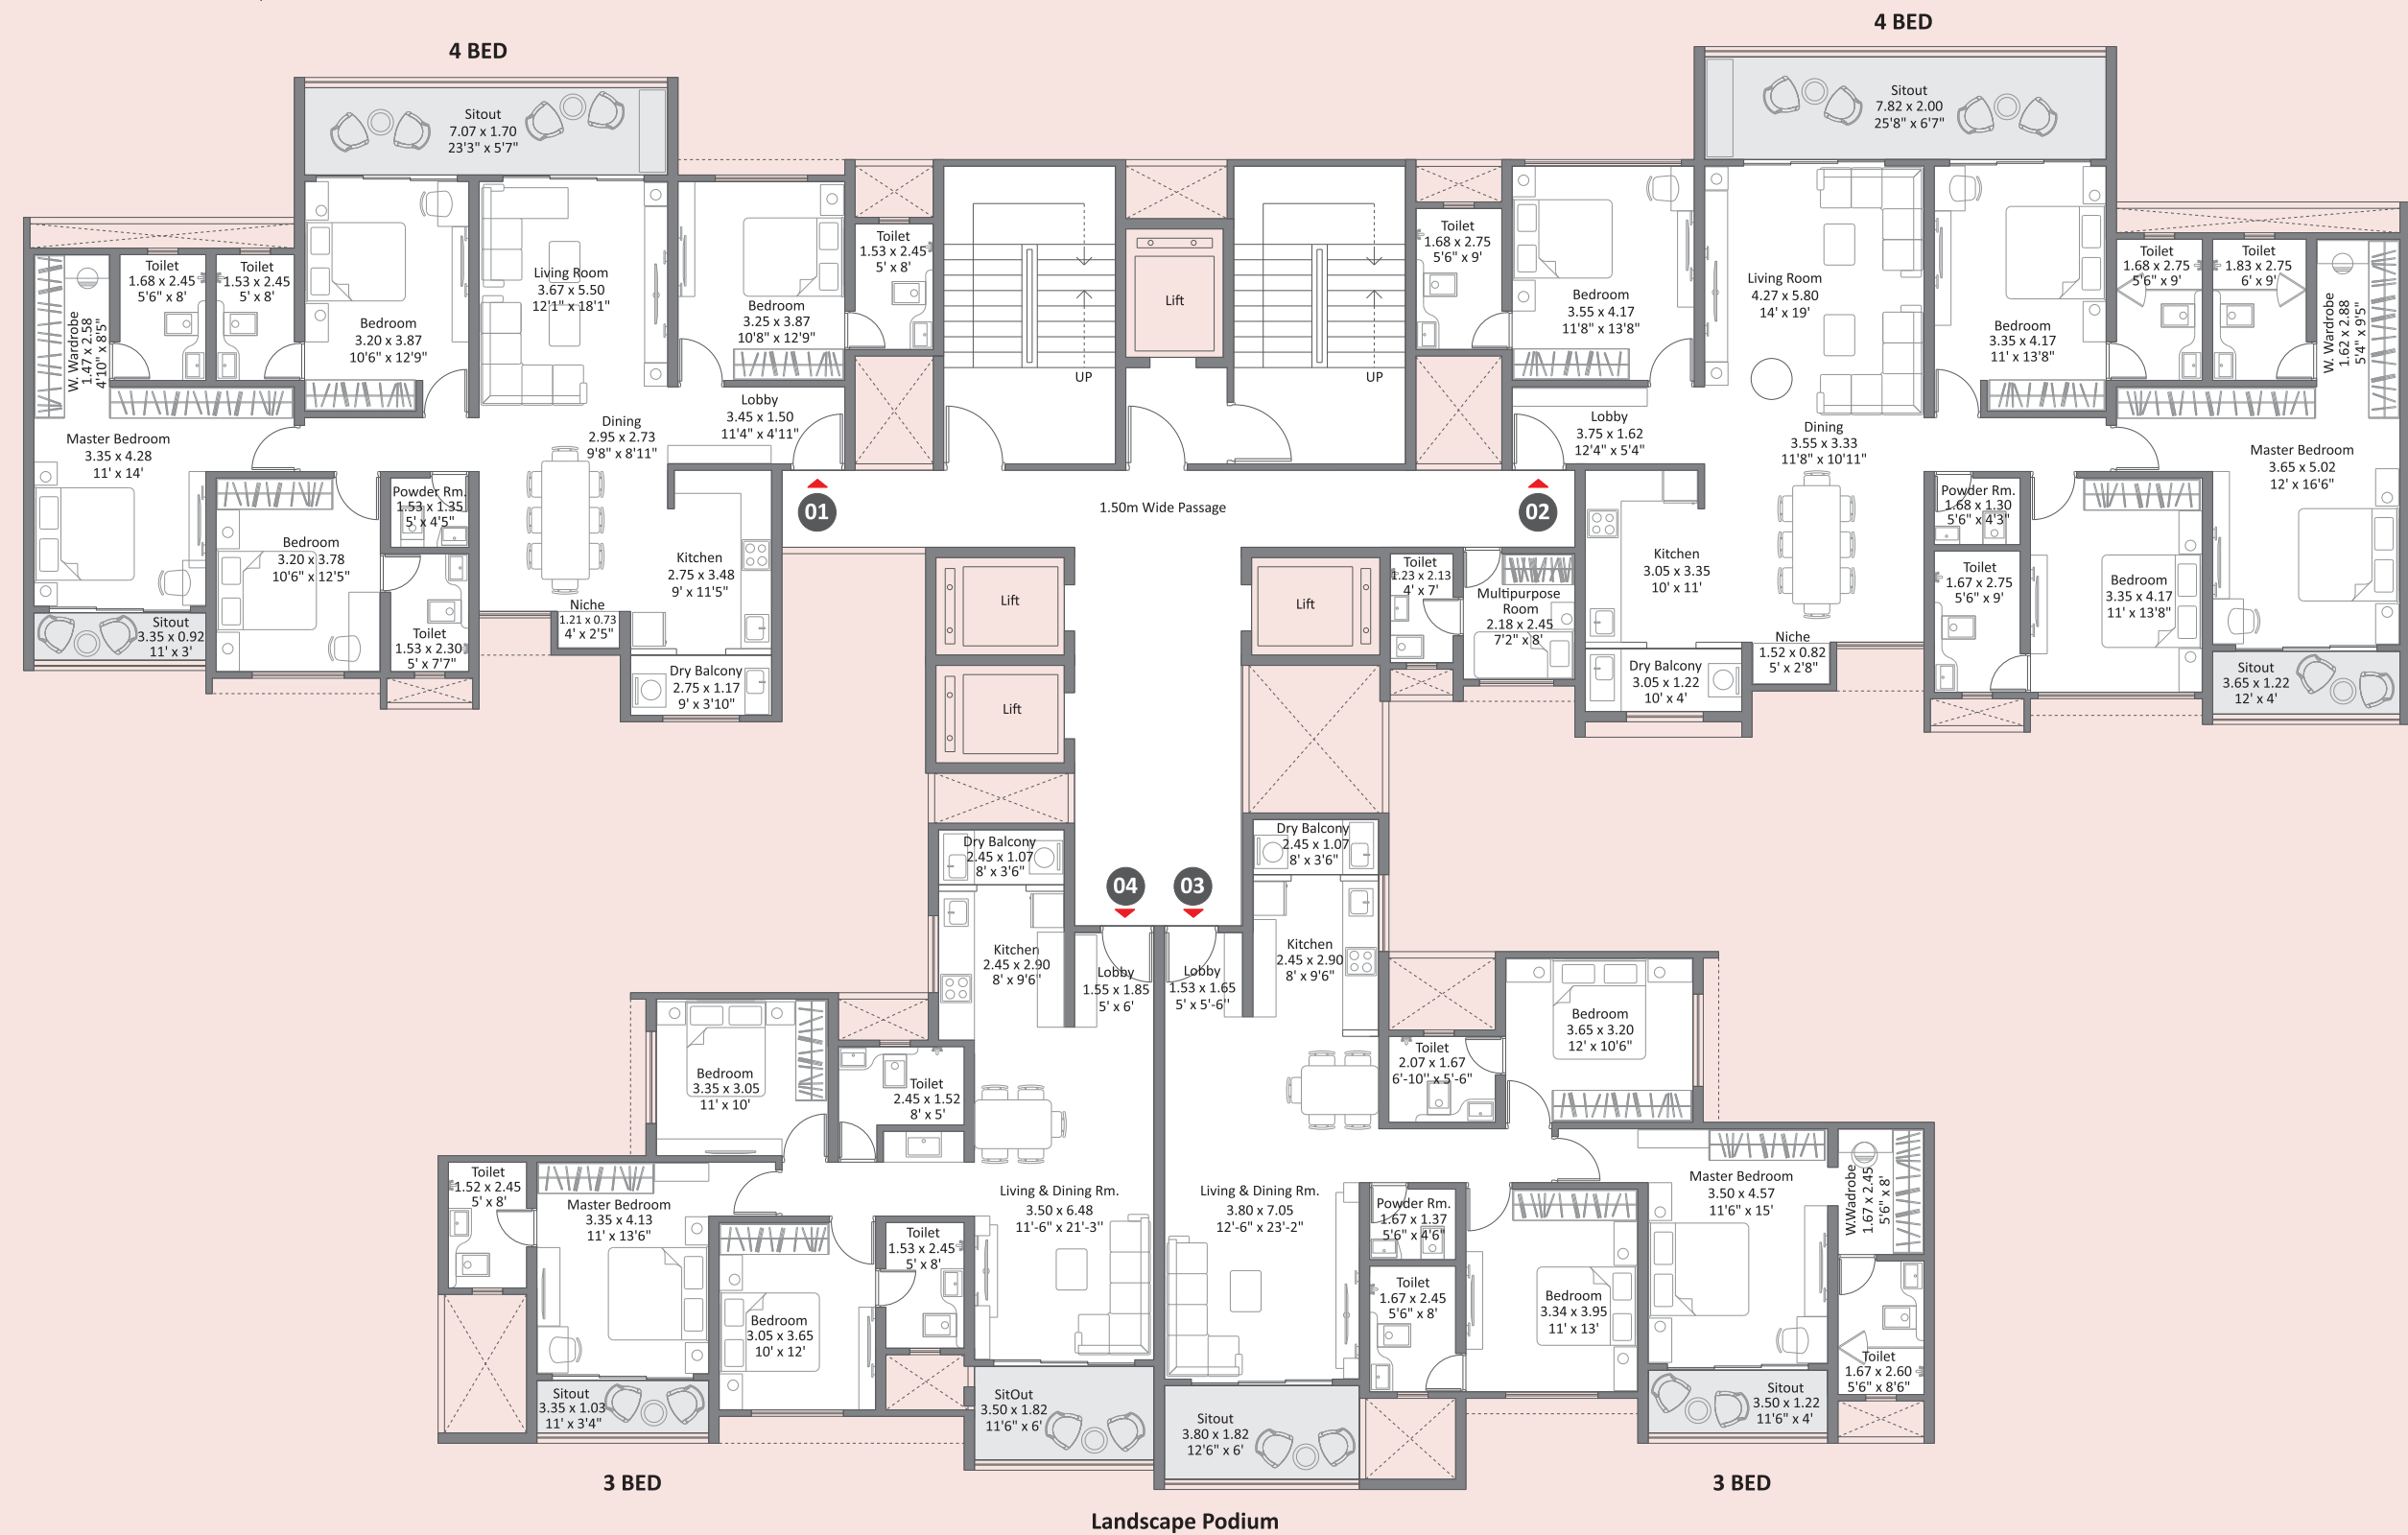 4 BED
Sitout
7.07 x 1.70
23'3" x 5'7"
W. Wardrobe
1.47 x 2.58
4'10" x 8'5"
Toilet
1.68 x 2.45
5'6" x 8'
Toilet
1.53 x 2.45
5' x 8'
Bedroom
3.20 x 3.87
10'6" x 12'9"
Living Room
3.67 x 5.50
12'1" x 18'1"
Bedroom
3.25 x 3.87
10'8" x 12'9"
Toilet
1.53 x 2.45
5' x 8'
Master Bedroom
3.35 x 4.28
11' x 14'
Dining
2.95 x 2.73
9'8" x 8'11"
Lobby
3.45 x 1.50
11'4" x 4'11"
Powder Rm.
1.53 x 1.35
5' x 4'5"
Bedroom
3.20 x 3.78
10'6" x 12'5"
Kitchen
2.75 x 3.48
9' x 11'5"
Sitout
3.35 x 0.92
11' x 3'
Toilet
1.53 x 2.30
5' x 7'7"
Niche
1.21 x 0.73
4' x 2'5"
Dry Balcony
2.75 x 1.17
9' x 3'10"
01
UP
Lift
UP
1.50m Wide Passage
Lift
Lift
Lift
02
4 BED
Sitout
7.82 x 2.00
25'8" x 6'7"
Toilet
1.68 x 2.75
5'6" x 9'
Bedroom
3.55 x 4.17
11'8" x 13'8"
Living Room
4.27 x 5.80
14' x 19'
Bedroom
3.35 x 4.17
11' x 13'8"
Toilet
1.68 x 2.75
5'6" x 9'
Toilet
1.83 x 2.75
6' x 9'
W. Wardrobe
1.62 x 2.88
5'4" x 9'5"
Lobby
3.75 x 1.62
12'4" x 5'4"
Dining
3.55 x 3.33
11'8" x 10'11"
Master Bedroom
3.65 x 5.02
12' x 16'6"
Powder Rm.
1.68 x 1.30
5'6" x 4'3"
Toilet
1.23 x 2.13
4' x 7'
Multipurpose
Room
2.18 x 2.45
7'2" x 8'
Kitchen
3.05 x 3.35
10' x 11'
Toilet
1.67 x 2.75
5'6" x 9'
Bedroom
3.35 x 4.17
11' x 13'8"
Niche
1.52 x 0.82
5' x 2'8"
Dry Balcony
3.05 x 1.22
10' x 4'
Sitout
3.65 x 1.22
12' x 4'
Dry Balcony
2.45 x 1.07
8' x 3'6"
04
03
Dry Balcony
2.45 x 1.07
8' x 3'6"
Kitchen
2.45 x 2.90
8' x 9'6"
Lobby
1.55 x 1.85
5' x 6'
Lobby
1.53 x 1.65
5' x 5'-6"
Kitchen
2.45 x 2.90
8' x 9'6"
Bedroom
3.35 x 3.05
11' x 10'
Toilet
2.45 x 1.52
8' x 5'
Toilet
1.52 x 2.45
5' x 8'
Master Bedroom
3.35 x 4.13
11' x 13'6"
Toilet
1.53 x 2.45
5' x 8'
Living & Dining Rm.
3.50 x 6.48
11'-6" x 21'-3"
Bedroom
3.05 x 3.65
10' x 12'
Sitout
3.35 x 1.03
11' x 3'4"
SitOut
3.50 x 1.82
11'6" x 6'
3 BED
Toilet
2.07 x 1.67
6'-10" x 5'-6"
Bedroom
3.65 x 3.20
12' x 10'6"
Living & Dining Rm.
3.80 x 7.05
12'-6" x 23'-2"
Powder Rm.
1.67 x 1.37
5'6" x 4'6"
Master Bedroom
3.50 x 4.57
11'6" x 15'
W.Wadrobe
1.67 x 2.45
5'6" x 8'
Toilet
1.67 x 2.45
5'6" x 8'
Bedroom
3.34 x 3.95
11' x 13'
Toilet
1.67 x 2.60
5'6" x 8'6"
Sitout
3.80 x 1.82
12'6" x 6'
Sitout
3.50 x 1.22
11'6" x 4'
3 BED
Landscape Podium